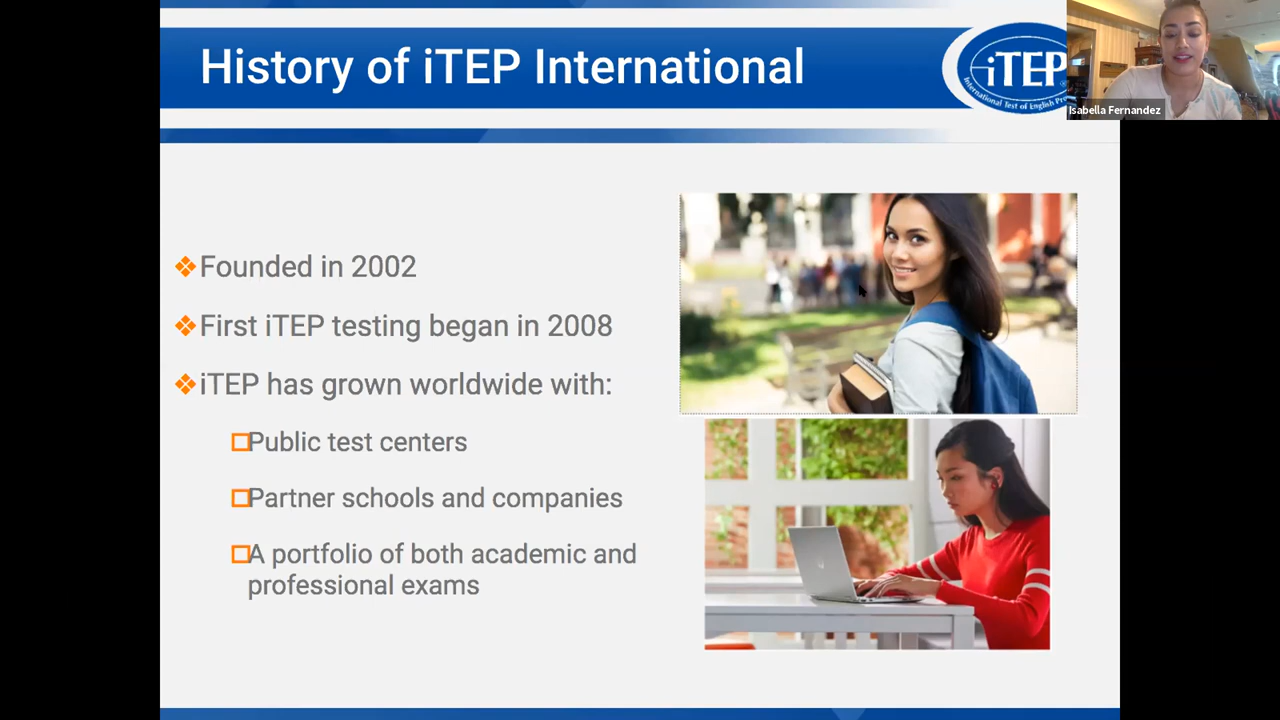 History of iTEP International
iTEP
International Test of English Pro
Isabella Fernandez
Founded in 2002
First iTEP testing began in 2008
iTEP has grown worldwide with:
Public test centers
Partner schools and companies
A portfolio of both academic and
professional exams